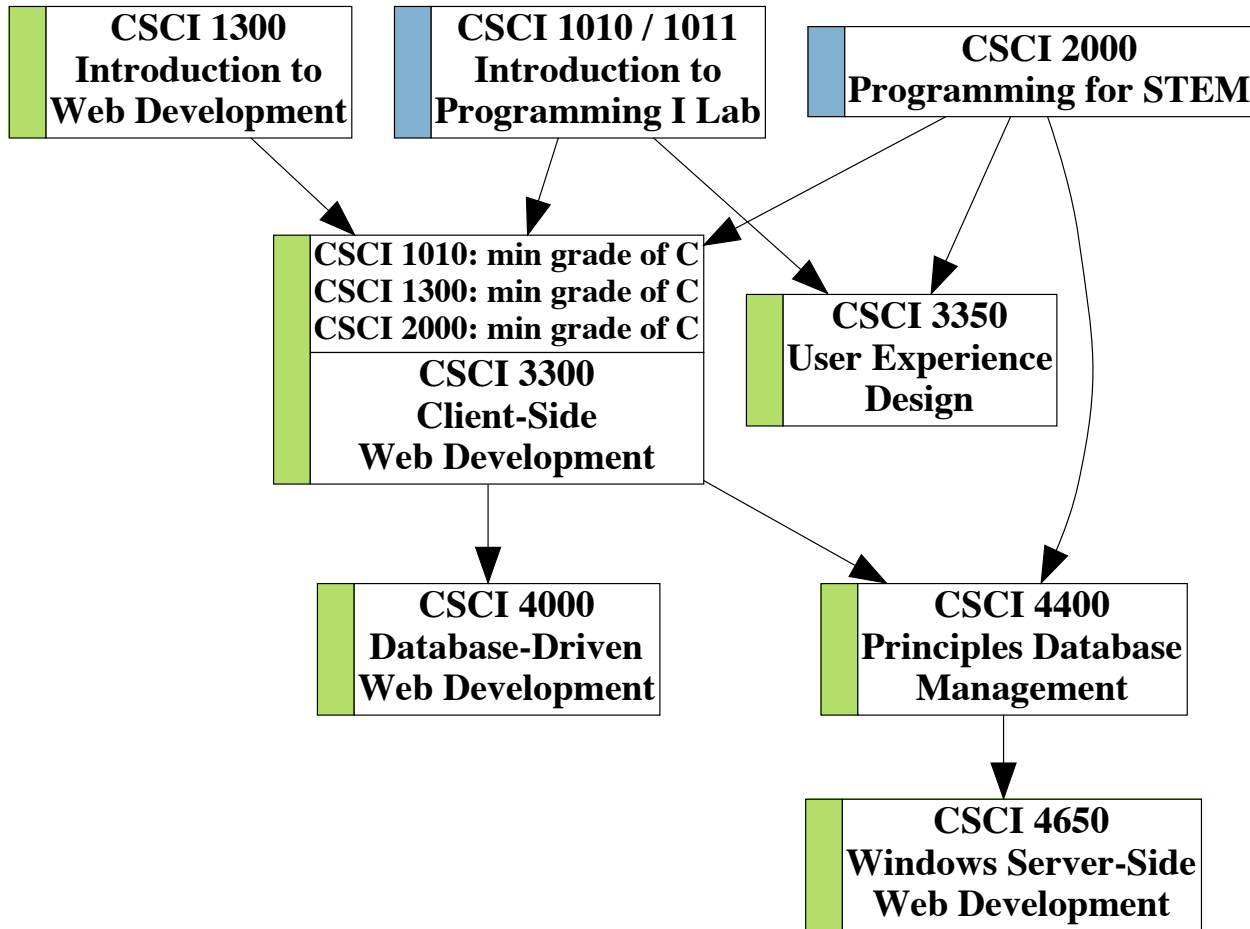 CSCI 1300
Introduction to
Web Development
CSCI 1010 / 1011
Introduction to
Programming I Lab
CSCI 2000
Programming for STEM
CSCI 1010: min grade of C
CSCI 1300: min grade of C
CSCI 2000: min grade of C
CSCI 3300
Client-Side
Web Development
CSCI 3350
User Experience
Design
CSCI 4000
Database-Driven
Web Development
CSCI 4400
Principles Database
Management
CSCI 4650
Windows Server-Side
Web Development